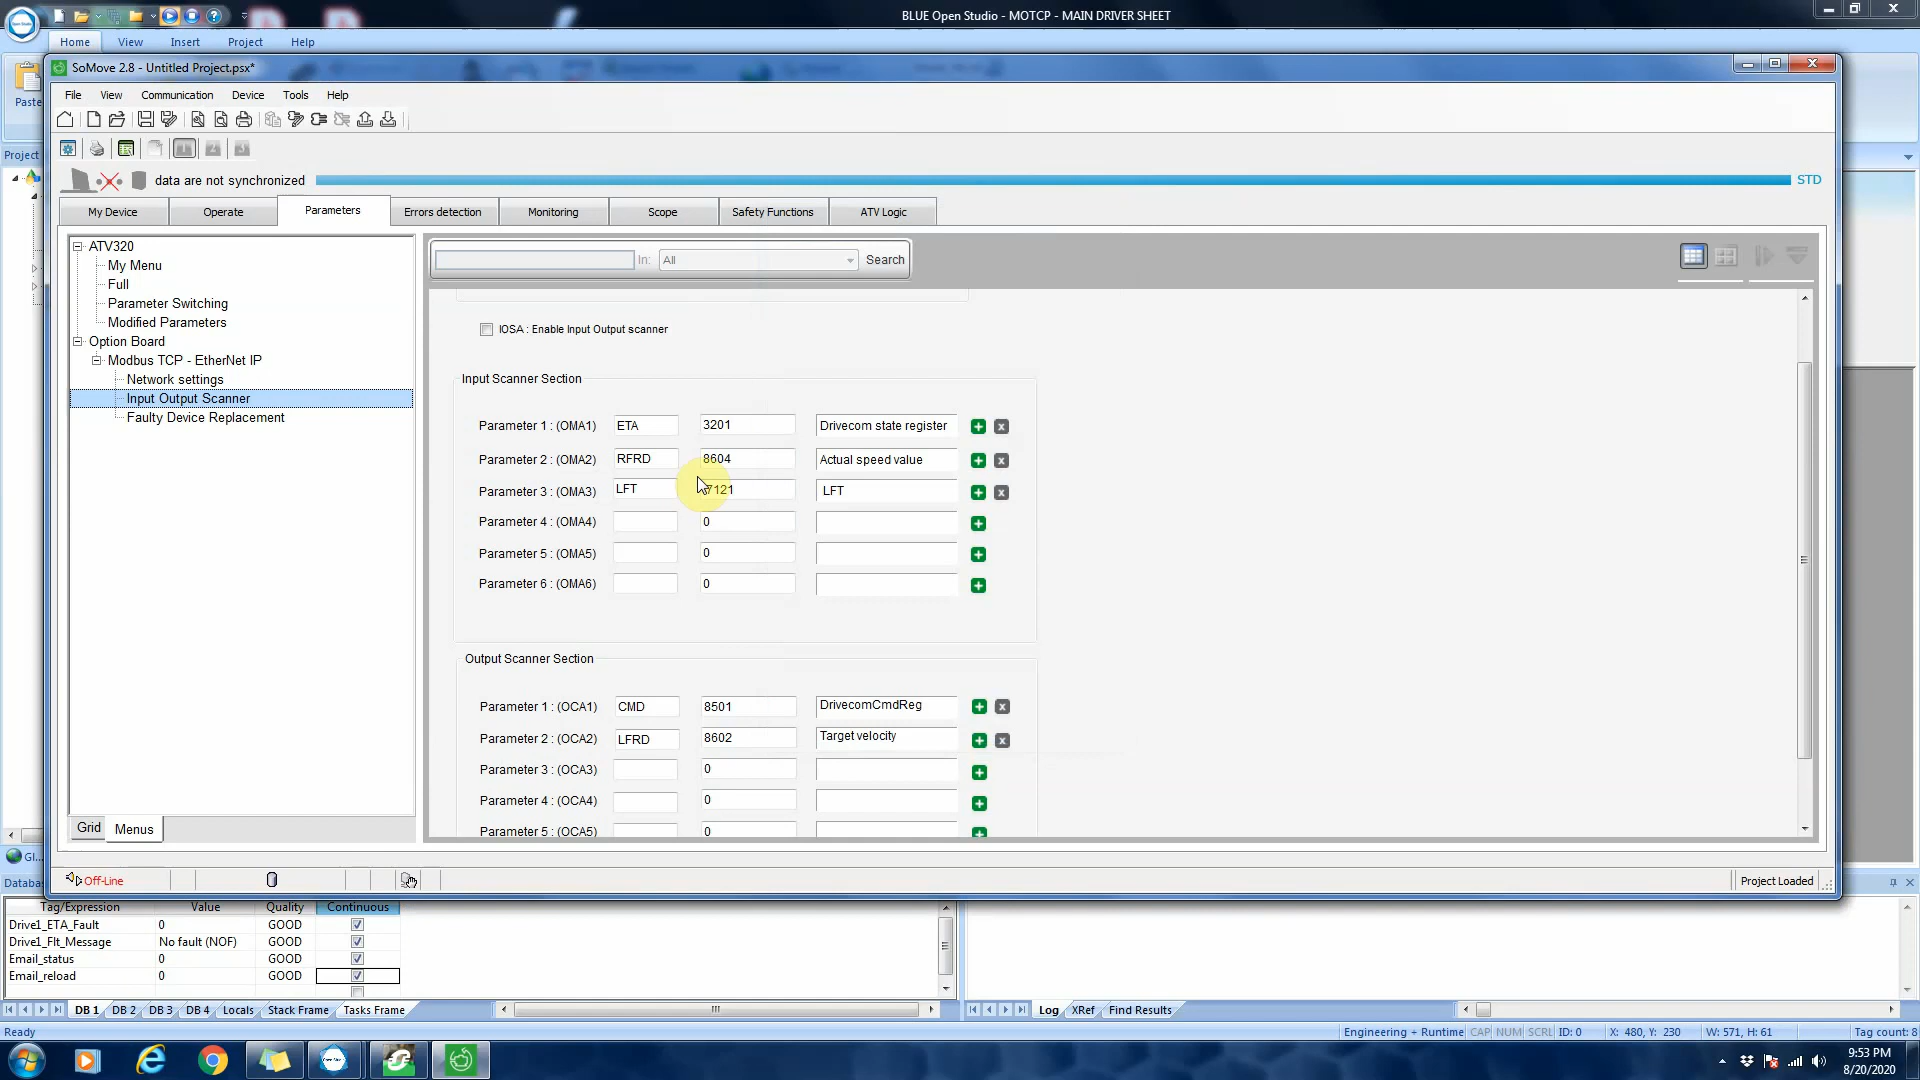 BLUE Open Studio - MOTCP - MAIN DRIVER SHEET
Home View Insert Project Help
Paste
SoMove 2.8 - Untitled Project.psx*
File View Communication Device Tools Help
data are not synchronized STD
My Device Operate Parameters Errors detection Monitoring Scope Safety Functions ATV Logic
Project
ATV320
My Menu
Full
Parameter Switching
Modified Parameters
Option Board
Modbus TCP - EtherNet IP
Network settings
Input Output Scanner
Faulty Device Replacement
Grid Menus
In: All Search
IOSA : Enable Input Output scanner
Input Scanner Section
Parameter 1 : (OMA1) ETA 3201 Drivecom state register
Parameter 2 : (OMA2) RFRD 8604 Actual speed value
Parameter 3 : (OMA3) LFT 7121 LFT
Parameter 4 : (OMA4) 0
Parameter 5 : (OMA5) 0
Parameter 6 : (OMA6) 0
Output Scanner Section
Parameter 1 : (OCA1) CMD 8501 DrivecomCmdReg
Parameter 2 : (OCA2) LFRD 8602 Target velocity
Parameter 3 : (OCA3) 0
Parameter 4 : (OCA4) 0
Parameter 5 : (OCA5) 0
Off-Line Project Loaded
Gl...
Databas
Tag/Expression Value Quality Continuous
Drive1_ETA_Fault 0 GOOD
Drive1_Flt_Message No fault (NOF) GOOD
Email_status 0 GOOD
Email_reload 0 GOOD
DB 1 DB 2 DB 3 DB 4 Locals Stack Frame Tasks Frame
Log XRef Find Results
Ready Engineering + Runtime CAP NUM SCRL ID: 0 X: 480, Y: 230 W: 571, H: 61 Tag count: 8
Open Studio
9:53 PM
8/20/2020